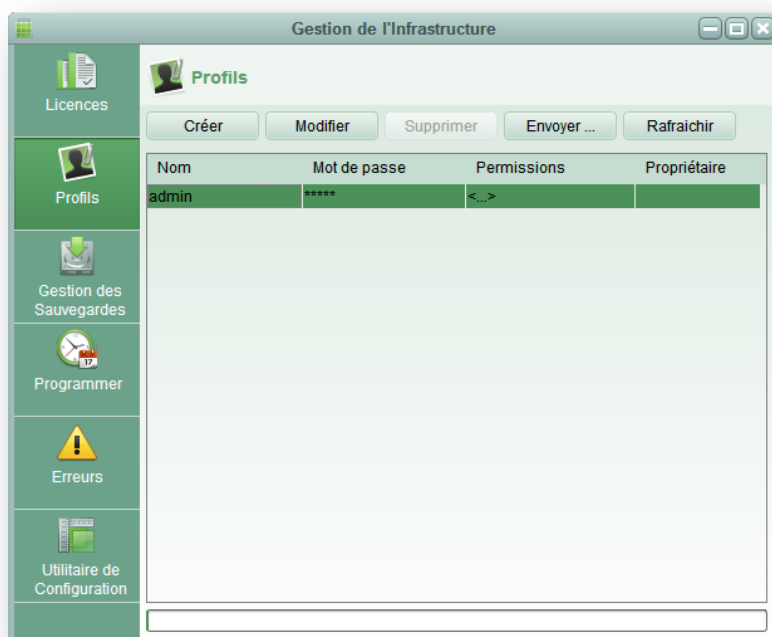 Gestion de l'Infrastructure
Licences
Profils
Gestion des
Sauvegardes
17
Programmer
Erreurs
Utilitaire de
Configuration
Profils
Créer Modifier Supprimer Envoyer ... Rafraichir
Nom Mot de passe Permissions Propriétaire
admin ***** <...>